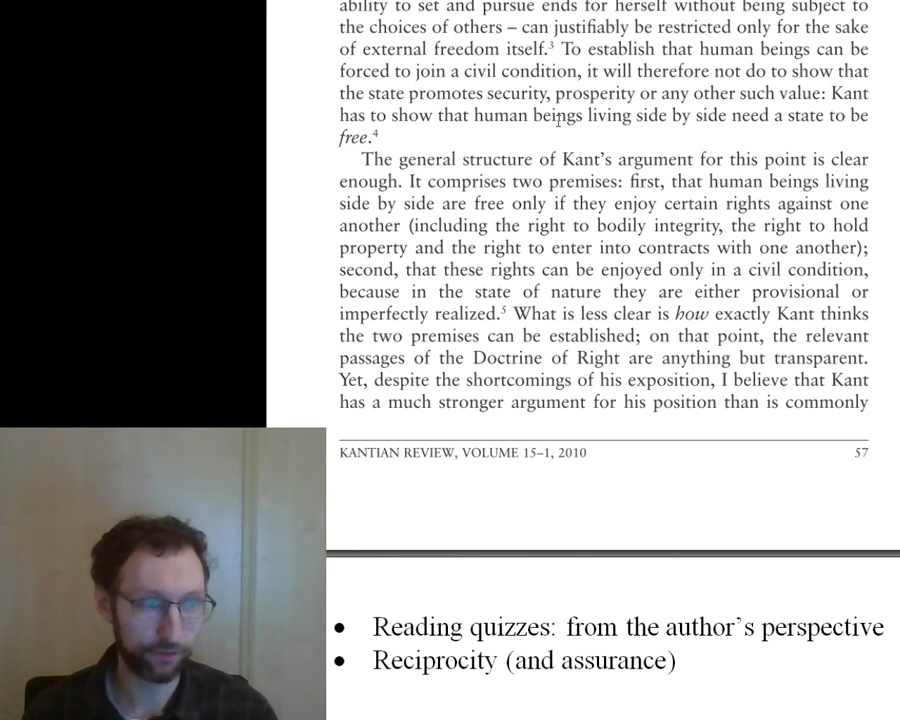 ability to set and pursue ends for herself without being subject to
the choices of others – can justifiably be restricted only for the sake
of external freedom itself.³ To establish that human beings can be
forced to join a civil condition, it will therefore not do to show that
the state promotes security, prosperity or any other such value: Kant
has to show that human beings living side by side need a state to be
free.⁴
The general structure of Kant's argument for this point is clear
enough. It comprises two premises: first, that human beings living
side by side are free only if they enjoy certain rights against one
another (including the right to bodily integrity, the right to hold
property and the right to enter into contracts with one another);
second, that these rights can be enjoyed only in a civil condition,
because in the state of nature they are either provisional or
imperfectly realized.⁵ What is less clear is how exactly Kant thinks
the two premises can be established; on that point, the relevant
passages of the Doctrine of Right are anything but transparent.
Yet, despite the shortcomings of his exposition, I believe that Kant
has a much stronger argument for his position than is commonly
KANTIAN REVIEW, VOLUME 15–1, 2010 57
• Reading quizzes: from the author's perspective
• Reciprocity (and assurance)